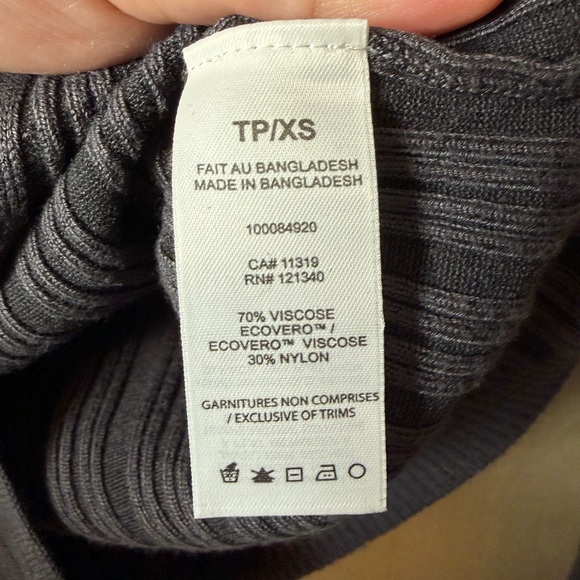 TP/XS
FAIT AU BANGLADESH
MADE IN BANGLADESH
100084920
CA# 11319
RN# 121340
70% VISCOSE
ECOVERO™ /
ECOVERO™ VISCOSE
30% NYLON
GARNITURES NON COMPRISES
/ EXCLUSIVE OF TRIMS